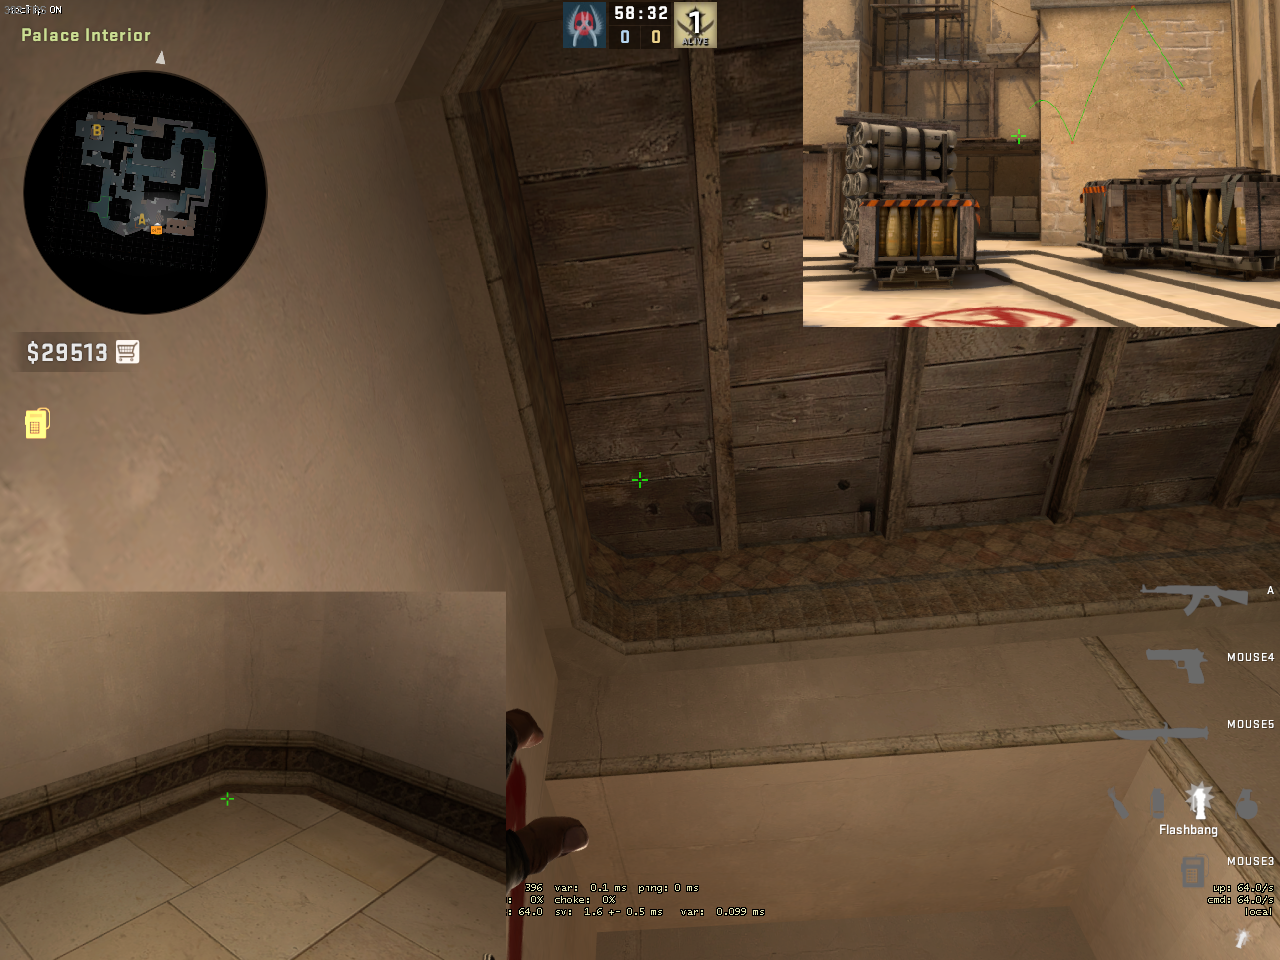 Palace Interior
58:32
0 0
1
ALIVE
B
A
$29513
A
MOUSE4
MOUSE5
Flashbang
MOUSE3
396 var: 0.1 ms ping: 0 ms
0% choke: 0%
: 64.0 sv: 1.6 +- 0.5 ms var: 0.099 ms
up: 64.0/s
cmd: 64.0/s
local